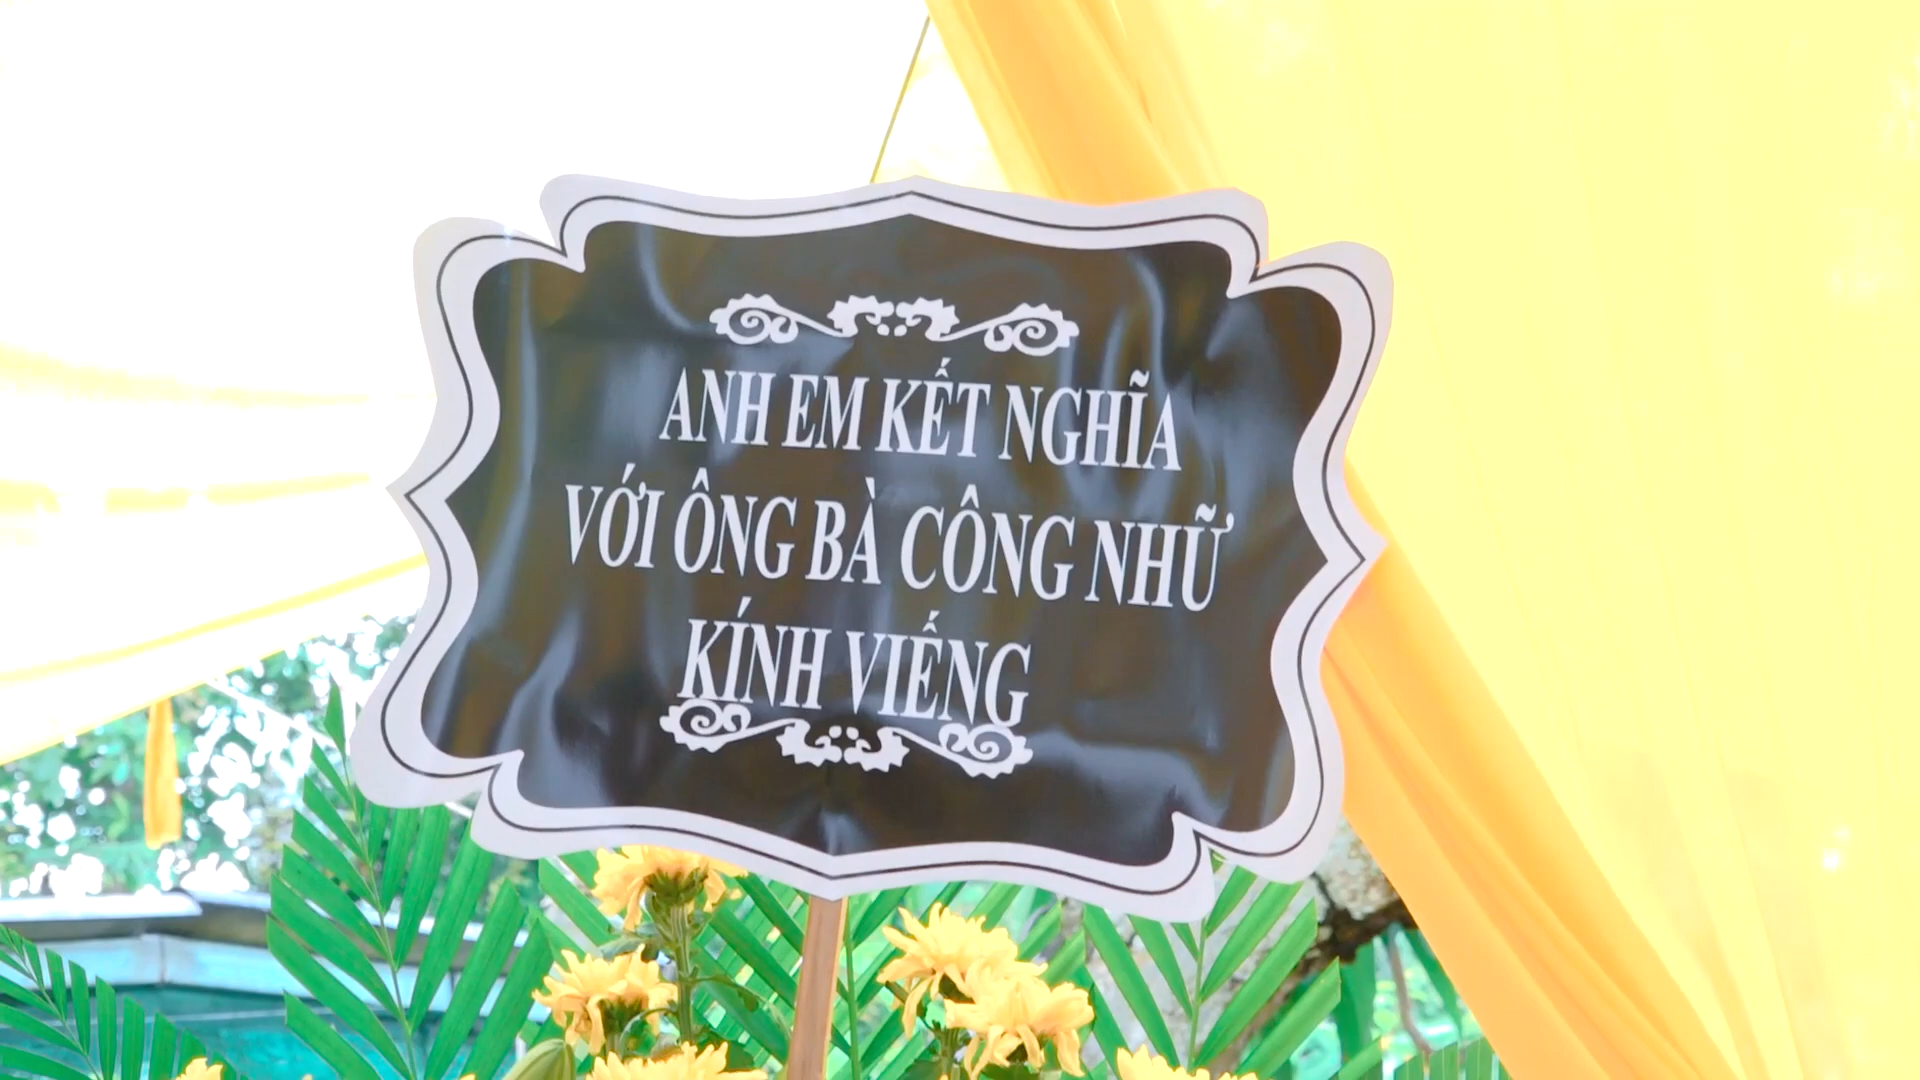 ANH EM KẾT NGHĨA
VỚI ÔNG BÀ CÔNG NHỮ
KÍNH VIẾNG